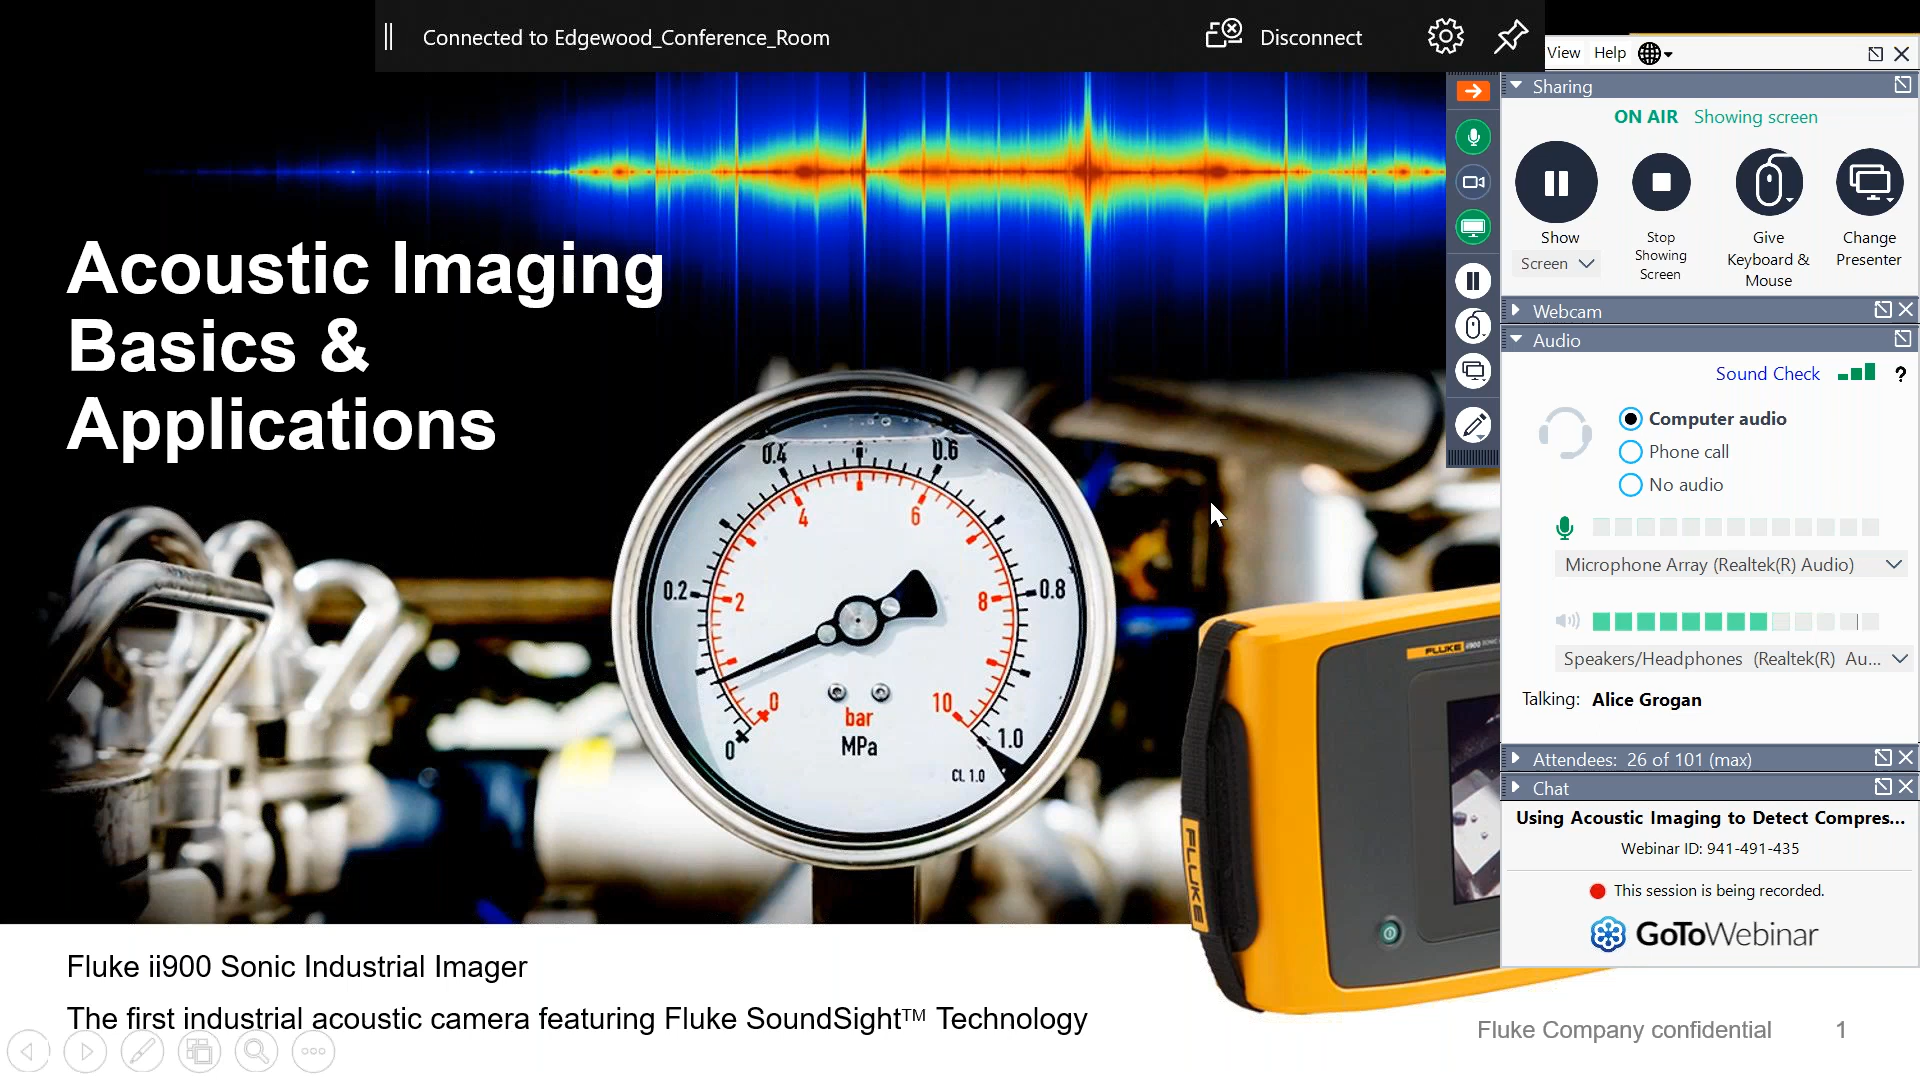 Connected to Edgewood_Conference_Room
Disconnect
View Help
Sharing
ON AIR Showing screen
Show
Screen
Stop
Showing
Screen
Give
Keyboard &
Mouse
Change
Presenter
Webcam
Audio
Sound Check ?
Computer audio
Phone call
No audio
Microphone Array (Realtek(R) Audio)
Speakers/Headphones (Realtek(R) Au...
Talking: Alice Grogan
Attendees: 26 of 101 (max)
Chat
Using Acoustic Imaging to Detect Compres...
Webinar ID: 941-491-435
This session is being recorded.
GoToWebinar
Acoustic Imaging
Basics &
Applications
0.4
0.6
4
6
0.2
2
8
0.8
0
10
bar
0
MPa
1.0
CL 1.0
FLUKE ii900
FLUKE
Fluke ii900 Sonic Industrial Imager
The first industrial acoustic camera featuring Fluke SoundSight™ Technology
Fluke Company confidential 1